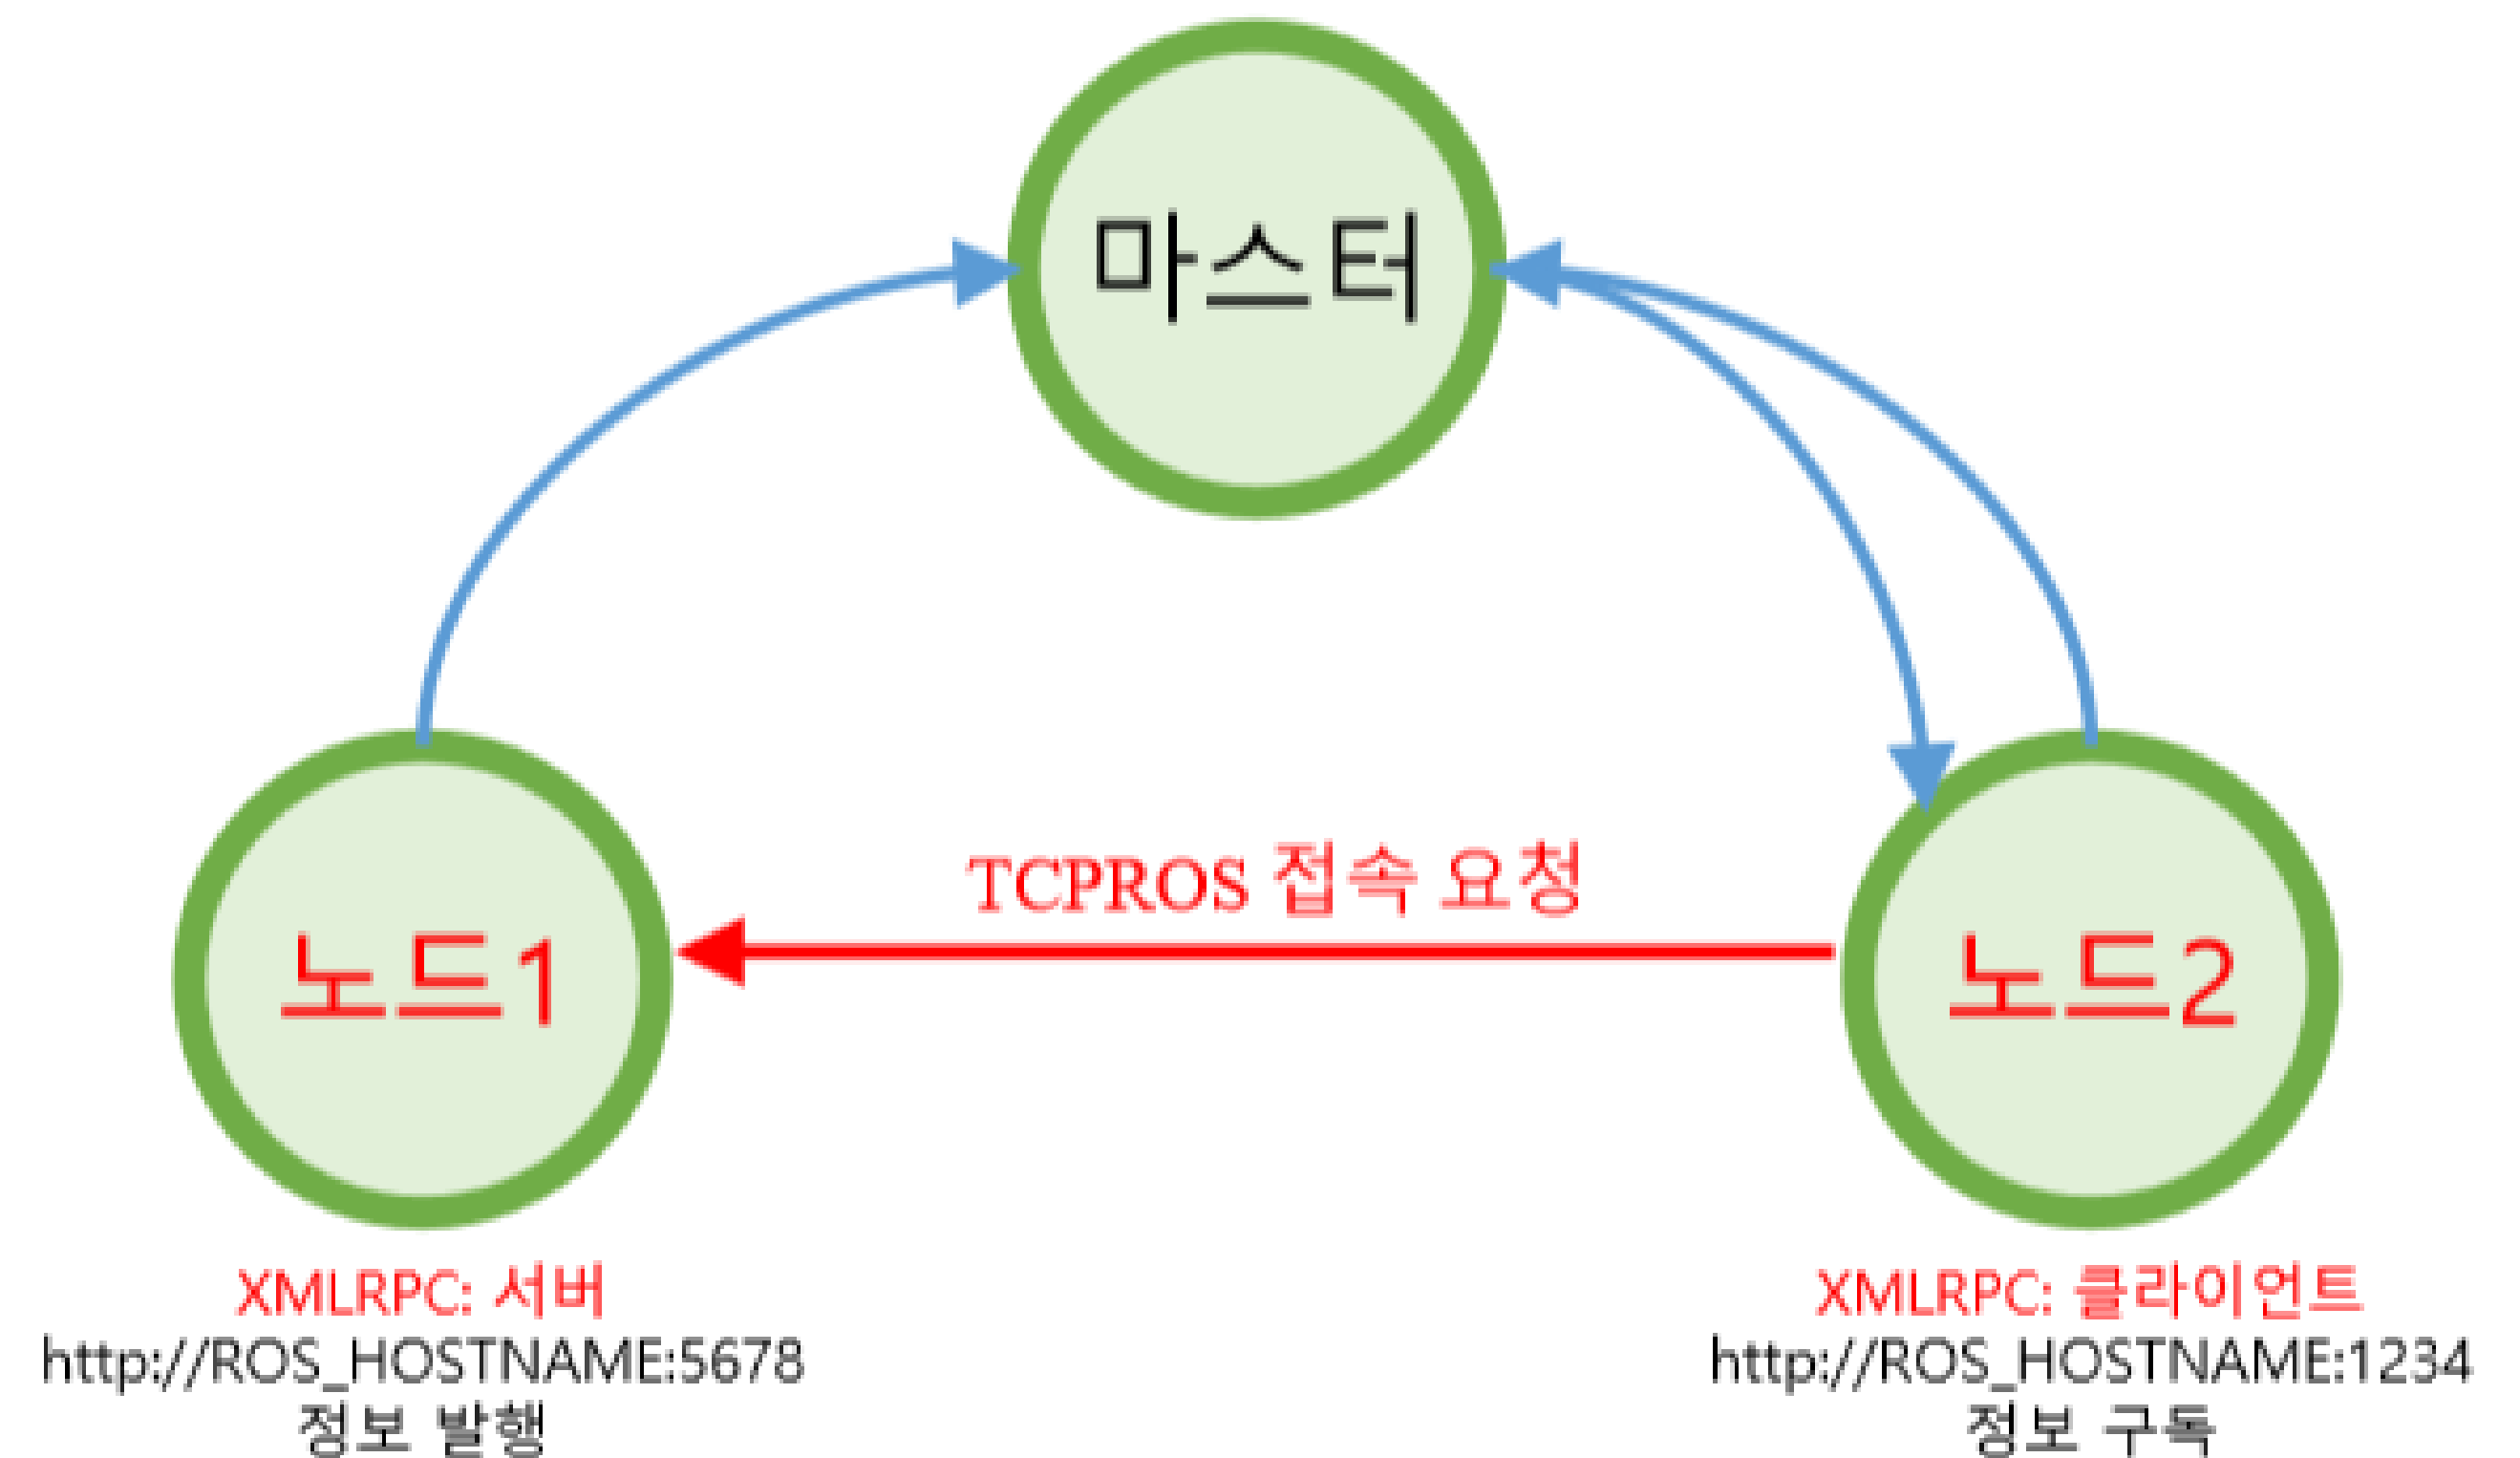 마스터
TCPROS 접속 요청
노드1
노드2
XMLRPC: 서버
http://ROS_HOSTNAME:5678
정보 발행
XMLRPC: 클라이언트
http://ROS_HOSTNAME:1234
정보 구독